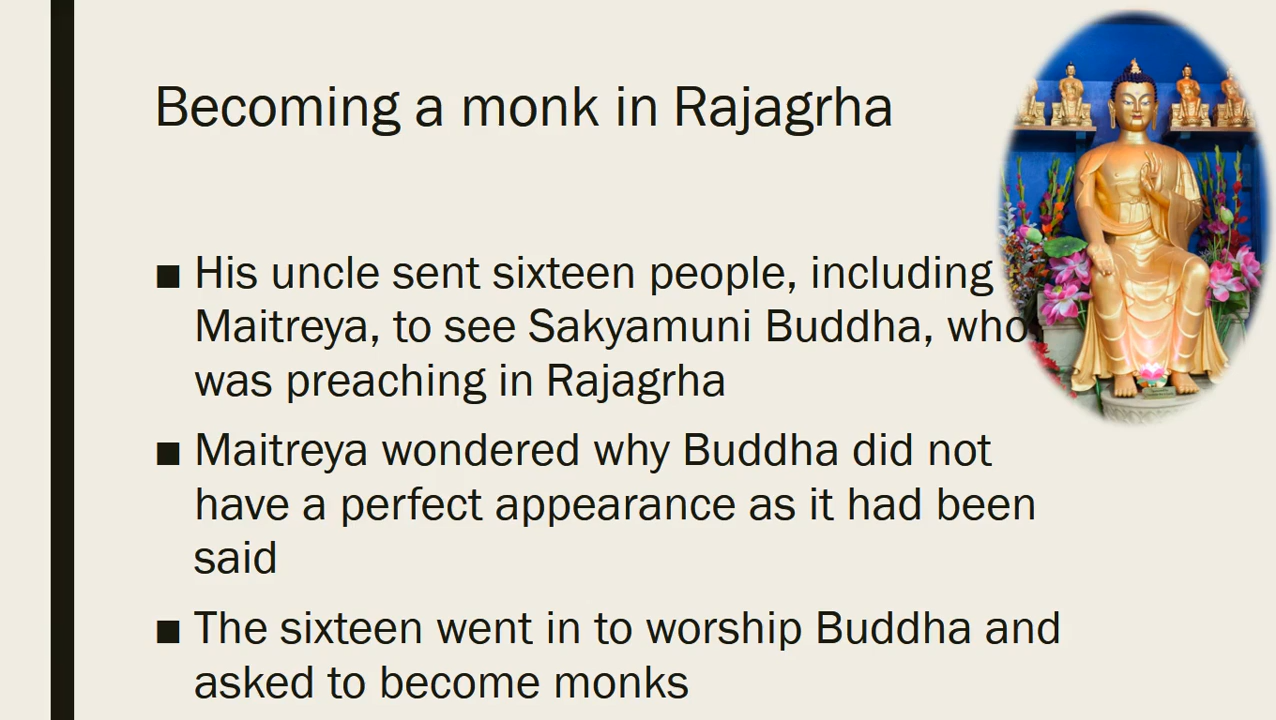 Becoming a monk in Rajagrha
■ His uncle sent sixteen people, including
Maitreya, to see Sakyamuni Buddha, who
was preaching in Rajagrha
■ Maitreya wondered why Buddha did not
have a perfect appearance as it had been
said
■ The sixteen went in to worship Buddha and
asked to become monks